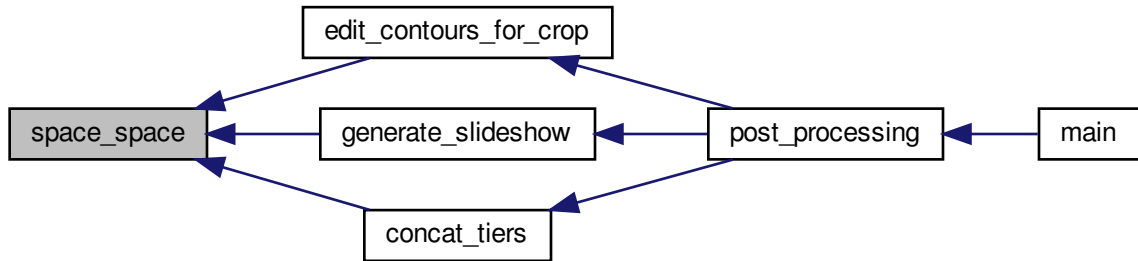 edit_contours_for_crop
space_space
generate_slideshow
post_processing
main
concat_tiers